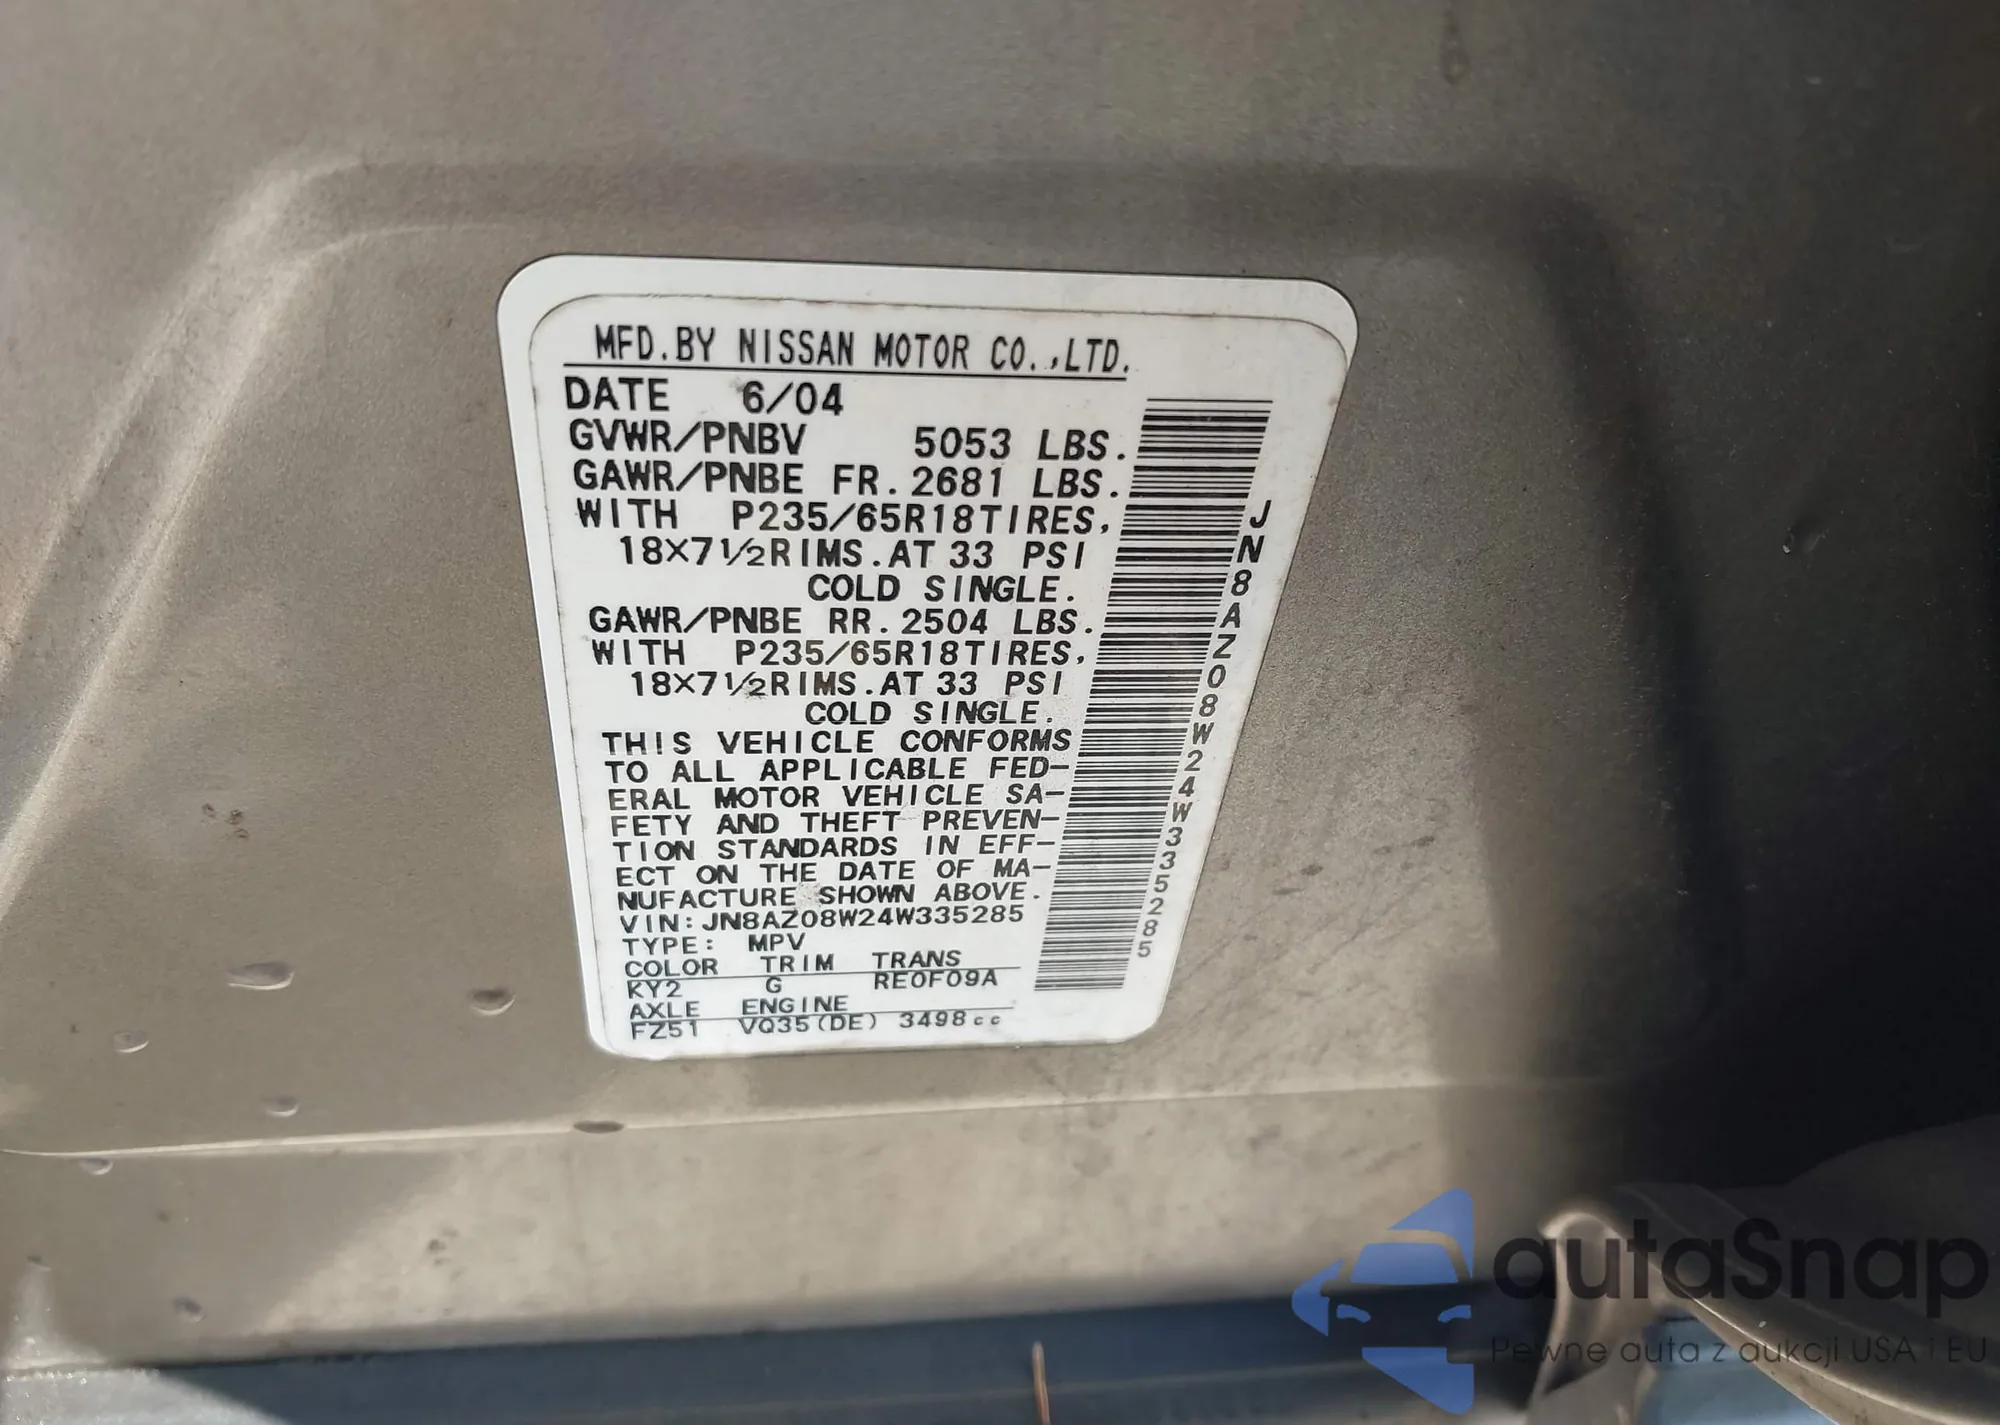 MFD.BY NISSAN MOTOR CO.,LTD.
DATE 6/04
GVWR/PNBV 5053 LBS.
GAWR/PNBE FR.2681 LBS.
WITH P235/65R18TIRES,
18×7½RIMS.AT 33 PSI
COLD SINGLE.
GAWR/PNBE RR.2504 LBS.
WITH P235/65R18TIRES,
18×7½RIMS.AT 33 PSI
COLD SINGLE.
THIS VEHICLE CONFORMS
TO ALL APPLICABLE FED-
ERAL MOTOR VEHICLE SA-
FETY AND THEFT PREVEN-
TION STANDARDS IN EFF-
ECT ON THE DATE OF MA-
NUFACTURE SHOWN ABOVE.
VIN:JN8AZ08W24W335285
TYPE: MPV
COLOR TRIM TRANS
KY2 G RE0F09A
AXLE ENGINE
FZ51 VQ35(DE) 3498cc
JN8AZ08W24W335285
autaSnap
Pewne auta z aukcji USA i EU